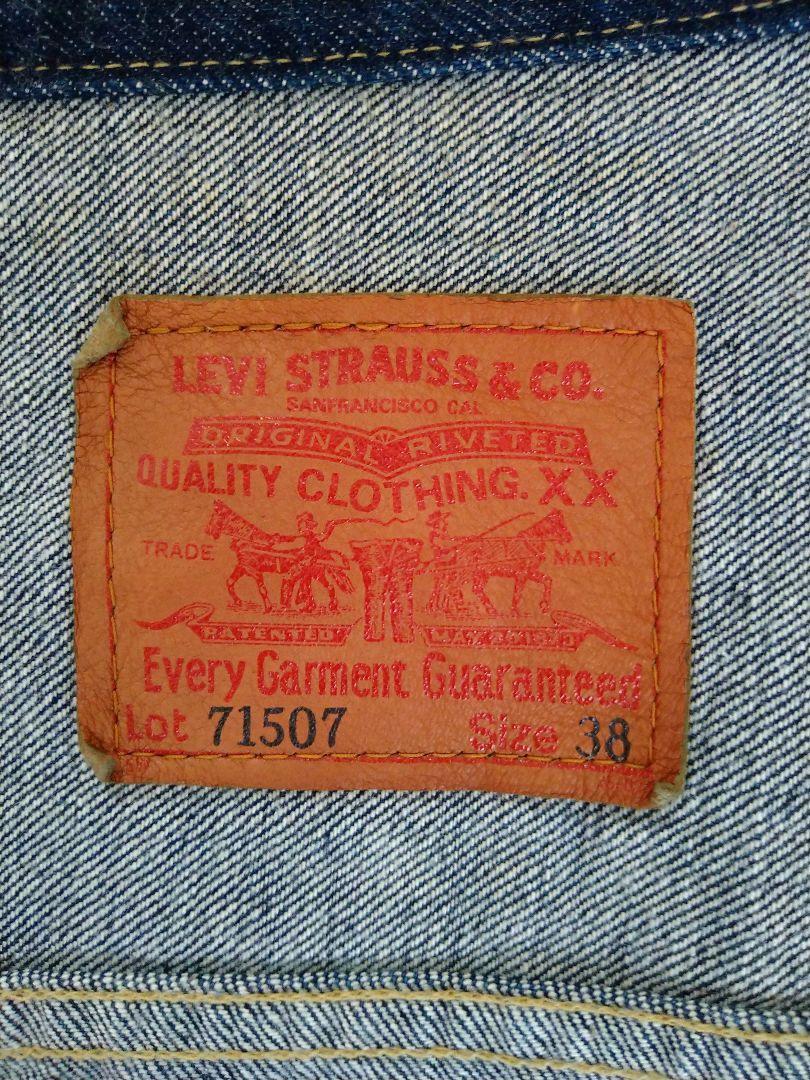 LEVI STRAUSS & CO.
SANFRANCISCO CAL
ORIGINAL RIVETED
QUALITY CLOTHING. XX
TRADE MARK
PATENTED
Every Garment Guaranteed
Lot 71507 Size 38